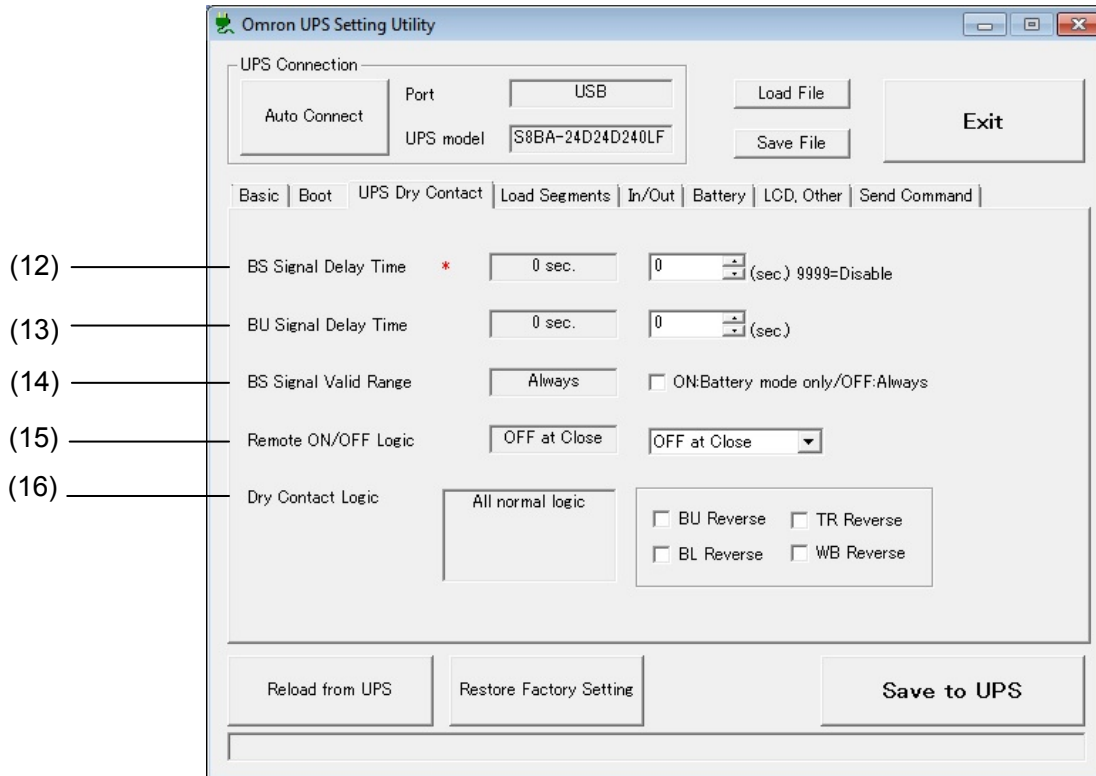 Omron UPS Setting Utility
UPS Connection
Auto Connect
Port
USB
UPS model
S8BA-24D24D240LF
Load File
Save File
Exit
Basic Boot UPS Dry Contact Load Segments In/Out Battery LCD, Other Send Command
(12) BS Signal Delay Time * 0 sec. 0 (sec.) 9999=Disable
(13) BU Signal Delay Time 0 sec. 0 (sec.)
(14) BS Signal Valid Range Always ON:Battery mode only/OFF:Always
(15) Remote ON/OFF Logic OFF at Close OFF at Close
(16) Dry Contact Logic All normal logic
BU Reverse TR Reverse
BL Reverse WB Reverse
Reload from UPS Restore Factory Setting Save to UPS